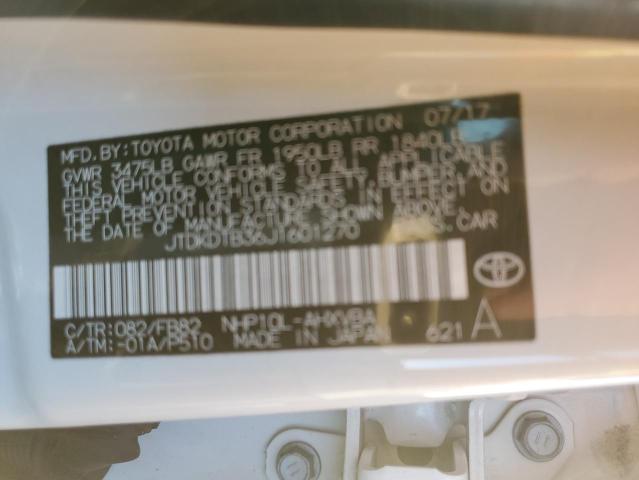 MFD. BY: TOYOTA MOTOR CORPORATION 07/17
GVWR 3475LB GAWR FR 1950LB RR 1840LB
THIS VEHICLE CONFORMS TO ALL APPLICABLE
FEDERAL MOTOR VEHICLE SAFETY, BUMPER, AND
THEFT PREVENTION STANDARDS IN EFFECT ON
THE DATE OF MANUFACTURE SHOWN ABOVE.
JTDKDTB36J1601270 PASS. CAR
C/TR:082/FB82 NHP10L-AHXVBA
A/TM:-01A/P510 MADE IN JAPAN 621 A